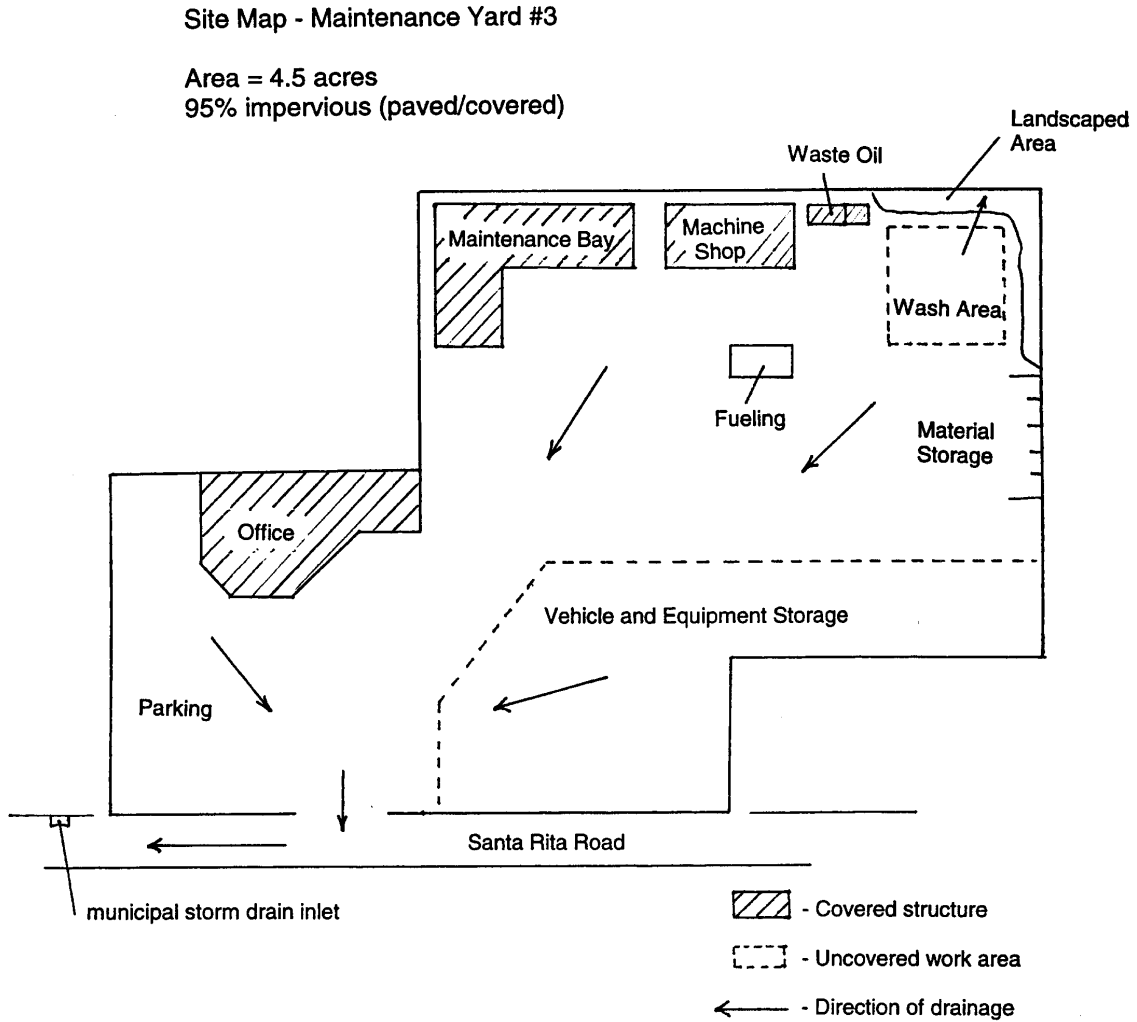 Site Map - Maintenance Yard #3
Area = 4.5 acres
95% impervious (paved/covered)
Landscaped
Area
Waste Oil
Maintenance Bay
Machine
Shop
Wash Area
Fueling
Material
Storage
Office
Vehicle and Equipment Storage
Parking
Santa Rita Road
municipal storm drain inlet
- Covered structure
- Uncovered work area
- Direction of drainage